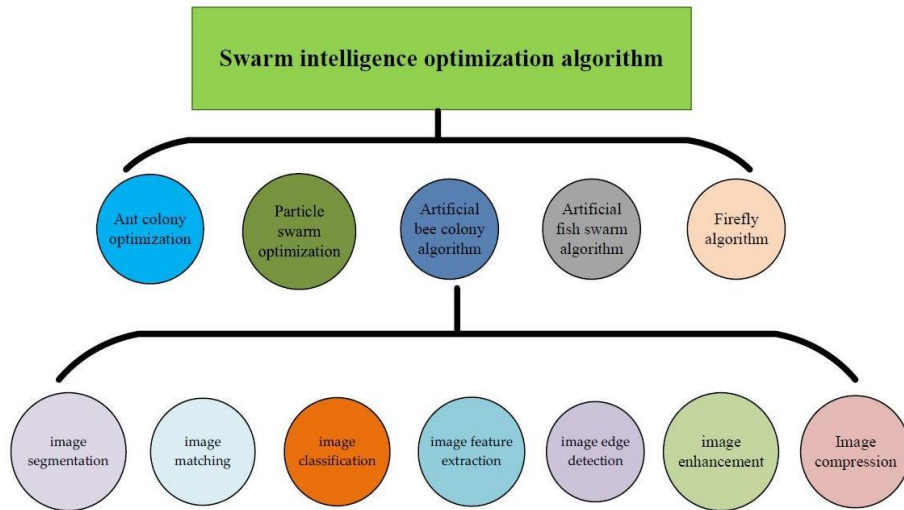 Swarm intelligence optimization algorithm
Ant colony
optimization
Particle
swarm
optimization
Artificial
bee colony
algorithm
Artificial
fish swarm
algorithm
Firefly
algorithm
image
segmentation
image
matching
image
classification
image feature
extraction
image edge
detection
image
enhancement
Image
compression